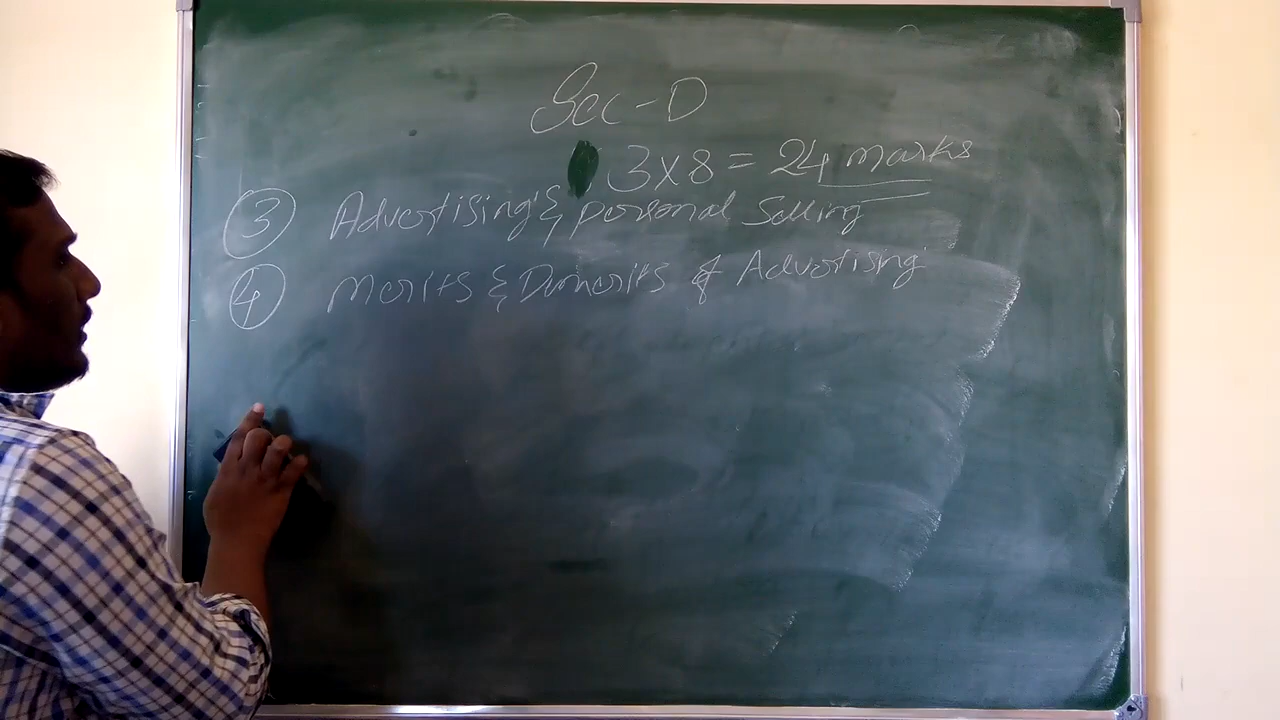 Sec-D
3x8 = 24 marks
③ Advertising & personal Selling
④ Merits & Demerits of Advertising